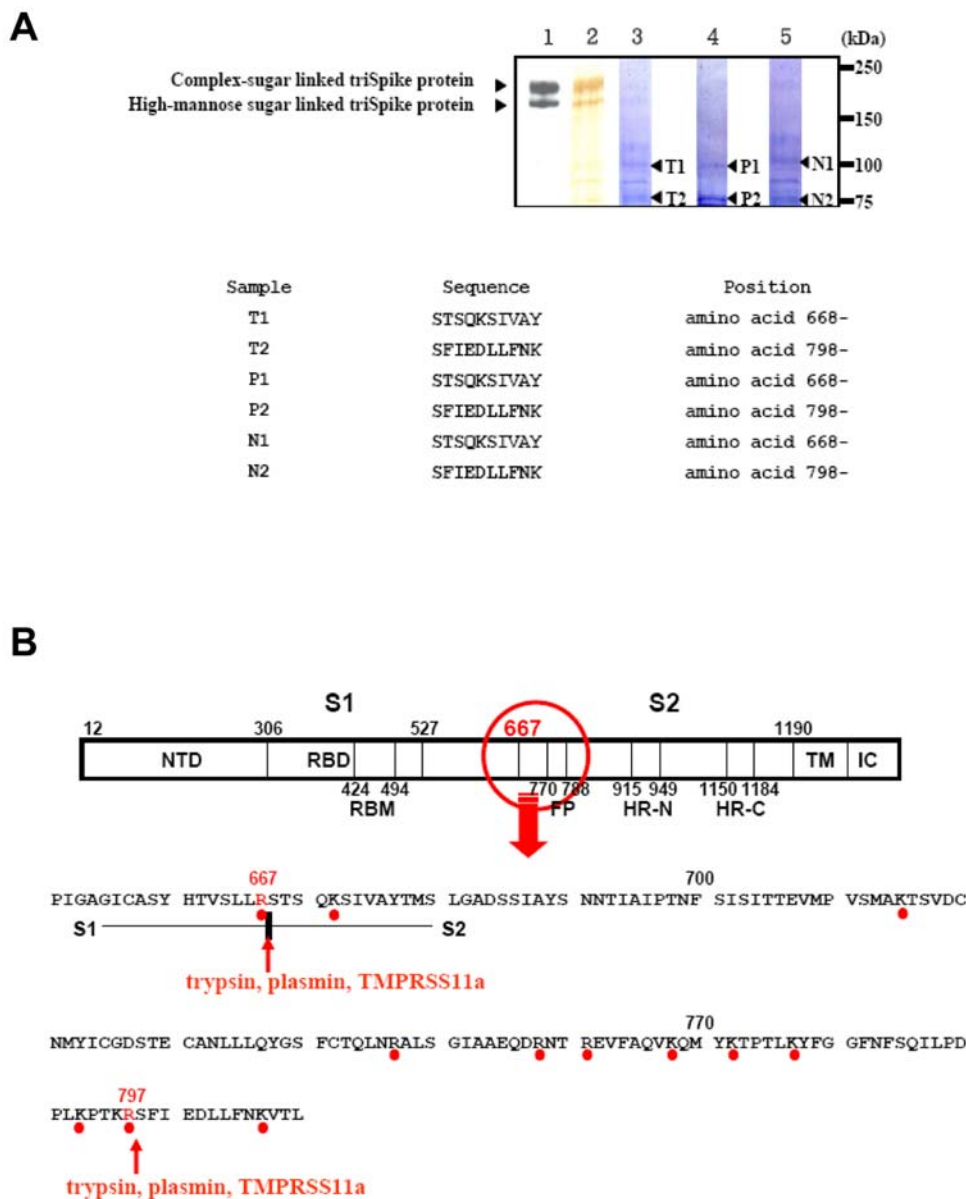 A
1 2 3 4 5 (kDa)
Complex-sugar linked triSpike protein
High-mannose sugar linked triSpike protein
250
150
T1 P1 N1 100
T2 P2 N2 75
Sample Sequence Position
T1 STSQKSIVAY amino acid 668-
T2 SFIEDLLFNK amino acid 798-
P1 STSQKSIVAY amino acid 668-
P2 SFIEDLLFNK amino acid 798-
N1 STSQKSIVAY amino acid 668-
N2 SFIEDLLFNK amino acid 798-
B
S1 S2
12 306 527 667 1190
NTD RBD TM IC
424 494 770 788 915 949 1150 1184
RBM FP HR-N HR-C
667 700
PIGAGICASY HTVSLLRSTS QKSIVAYTMS LGADSSIAYS NNTIAIPTNF SISITTEVMP VSMAKTSVDC
S1 S2
trypsin, plasmin, TMPRSS11a
770
NMYICGDSTE CANLLLQYGS FCTQLNRALS GIAAEQDRNT REVFAQVKQM YKTPTLKYFG GFNFSQILPD
797
PLKPTKRSFI EDLLFNKVTL
trypsin, plasmin, TMPRSS11a